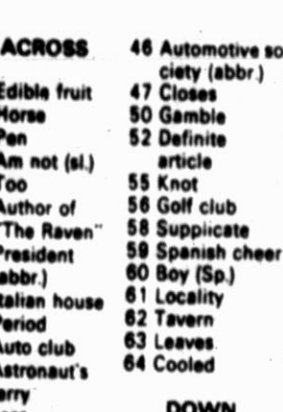 ACROSS
Edible fruit
Horse
Pen
Am not (sl.)
Too
Author of
"The Raven"
President
abbr.)
Italian house
Period
Auto club
Astronaut's
erry
46 Automotive so
ciety (abbr.)
47 Closes
50 Gamble
52 Definite
article
55 Knot
56 Golf club
58 Supplicate
59 Spanish cheer
60 Boy (Sp.)
61 Locality
62 Tavern
63 Leaves
64 Cooled
DOWN